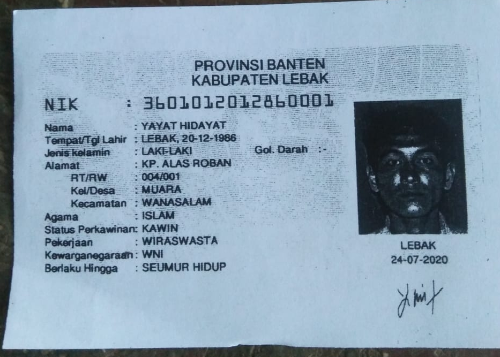 PROVINSI BANTEN
KABUPATEN LEBAK
NIK : 3601012012860001
Nama : YAYAT HIDAYAT
Tempat/Tgl Lahir : LEBAK, 20-12-1986
Jenis kelamin : LAKI-LAKI Gol. Darah :-
Alamat : KP. ALAS ROBAN
RT/RW : 004/001
Kel/Desa : MUARA
Kecamatan : WANASALAM
Agama : ISLAM
Status Perkawinan: KAWIN
Pekerjaan : WIRASWASTA
Kewarganegaraan: WNI
Berlaku Hingga : SEUMUR HIDUP
LEBAK
24-07-2020